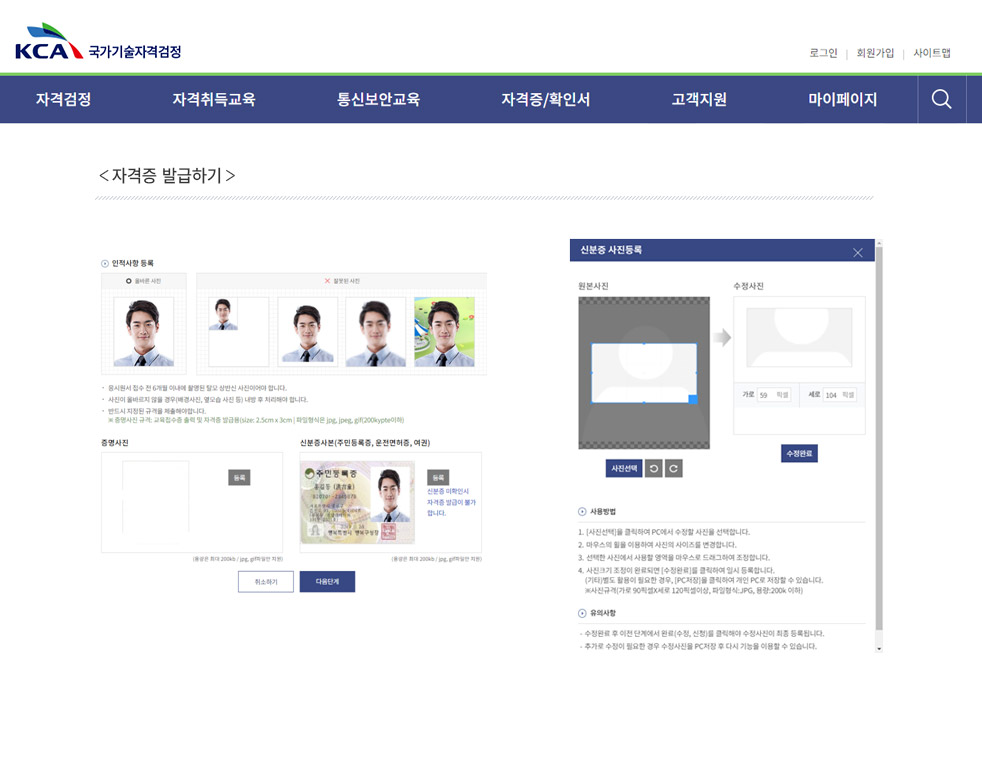 KCA 국가기술자격검정
로그인 | 회원가입 | 사이트맵
자격검정 자격취득교육 통신보안교육 자격증/확인서 고객지원 마이페이지
<자격증 발급하기>
인적사항 등록
올바른 사진
잘못된 사진
· 응시원서 접수 전 6개월 이내에 촬영된 탈모 상반신 사진이어야 합니다.
· 사진이 올바르지 않을 경우(배경사진, 옆모습 사진 등) 내방 후 처리해야 합니다.
· 반드시 지정된 규격을 제출해야합니다.
※ 증명사진 규격: 교육접수증 출력 및 자격증 발급용(size: 2.5cm x 3cm | 파일형식은 jpg, jpeg, gif(200kypte이하)
증명사진
등록
(용량은 최대 200kb / jpg, gif파일만 지원)
신분증사본(주민등록증, 운전면허증, 여권)
주민등록증
등록
신분증 미확인시
자격증 발급이 불가
합니다.
(용량은 최대 200kb / jpg, gif파일만 지원)
취소하기
다음단계
신분증 사진등록
원본사진
수정사진
가로 59 픽셀 세로 104 픽셀
사진선택
수정완료
사용방법
1. [사진선택]을 클릭하여 PC에서 수정할 사진을 선택합니다.
2. 마우스의 휠을 이용하여 사진의 사이즈를 변경합니다.
3. 선택한 사진에서 사용할 영역을 마우스로 드래그하여 조정합니다.
4. 사진크기 조정이 완료되면 [수정완료]를 클릭하여 임시 등록합니다.
(기타)별도 활용이 필요한 경우, [PC저장]을 클릭하여 개인 PC로 저장할 수 있습니다.
※사진규격(가로 90픽셀X세로 120픽셀이상, 파일형식:JPG, 용량:200k 이하)
유의사항
- 수정완료 후 이전 단계에서 완료(수정, 신청)를 클릭해야 수정사진이 최종 등록됩니다.
- 추가로 수정이 필요한 경우 수정사진을 PC저장 후 다시 기능을 이용할 수 있습니다.